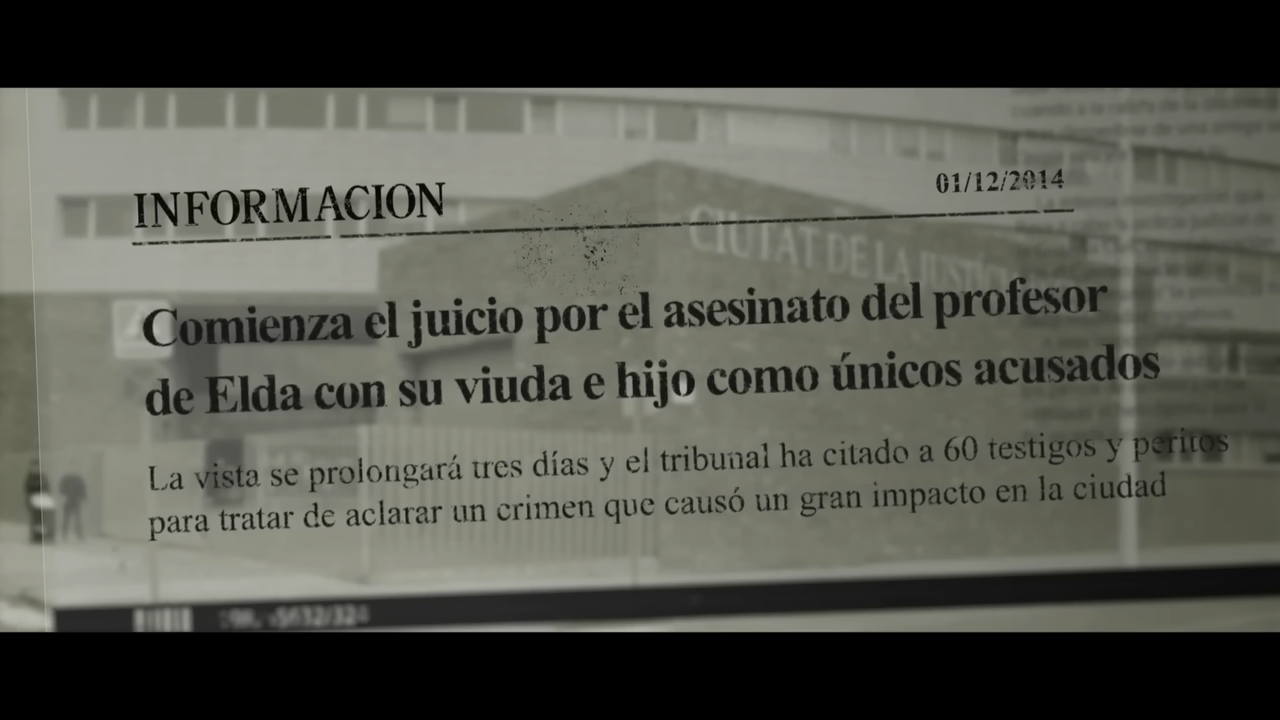 INFORMACION
01/12/2014
CIUTAT DE LA JUSTÍCIA
Comienza el juicio por el asesinato del profesor
de Elda con su viuda e hijo como únicos acusados
La vista se prolongará tres días y el tribunal ha citado a 60 testigos y peritos
para tratar de aclarar un crimen que causó un gran impacto en la ciudad